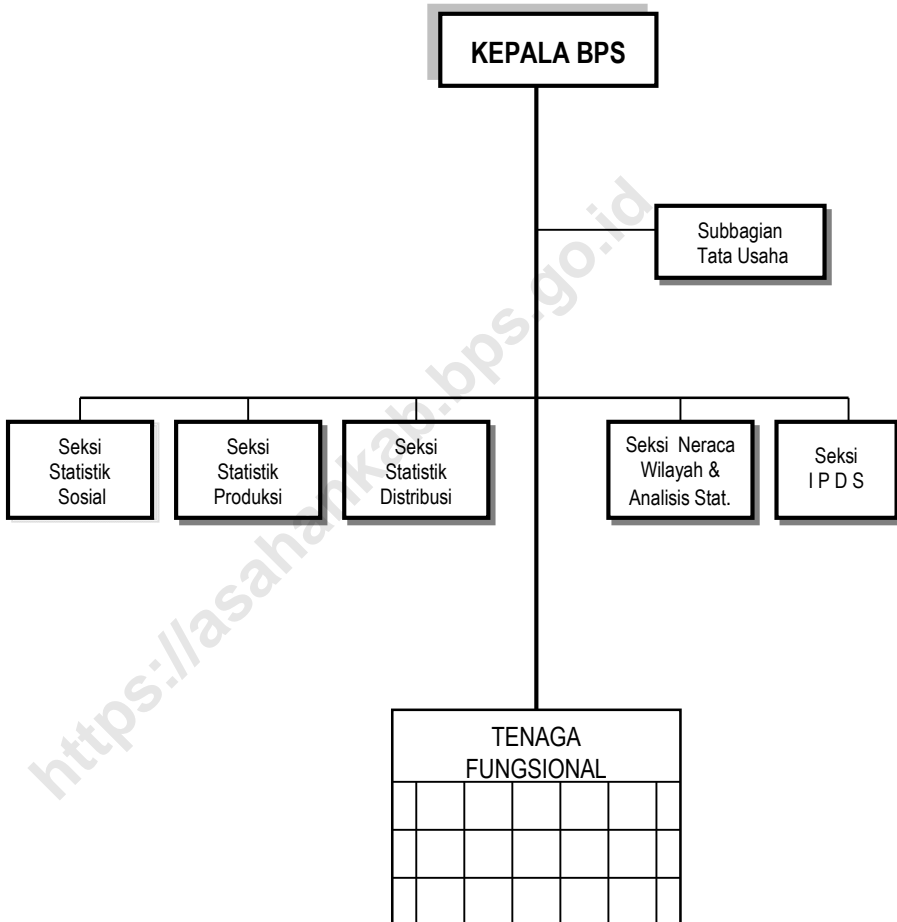 KEPALA BPS
Subbagian
Tata Usaha
Seksi
Statistik
Sosial
Seksi
Statistik
Produksi
Seksi
Statistik
Distribusi
Seksi Neraca
Wilayah &
Analisis Stat.
Seksi
I P D S
TENAGA
FUNGSIONAL
https://asahankab.bps.go.id